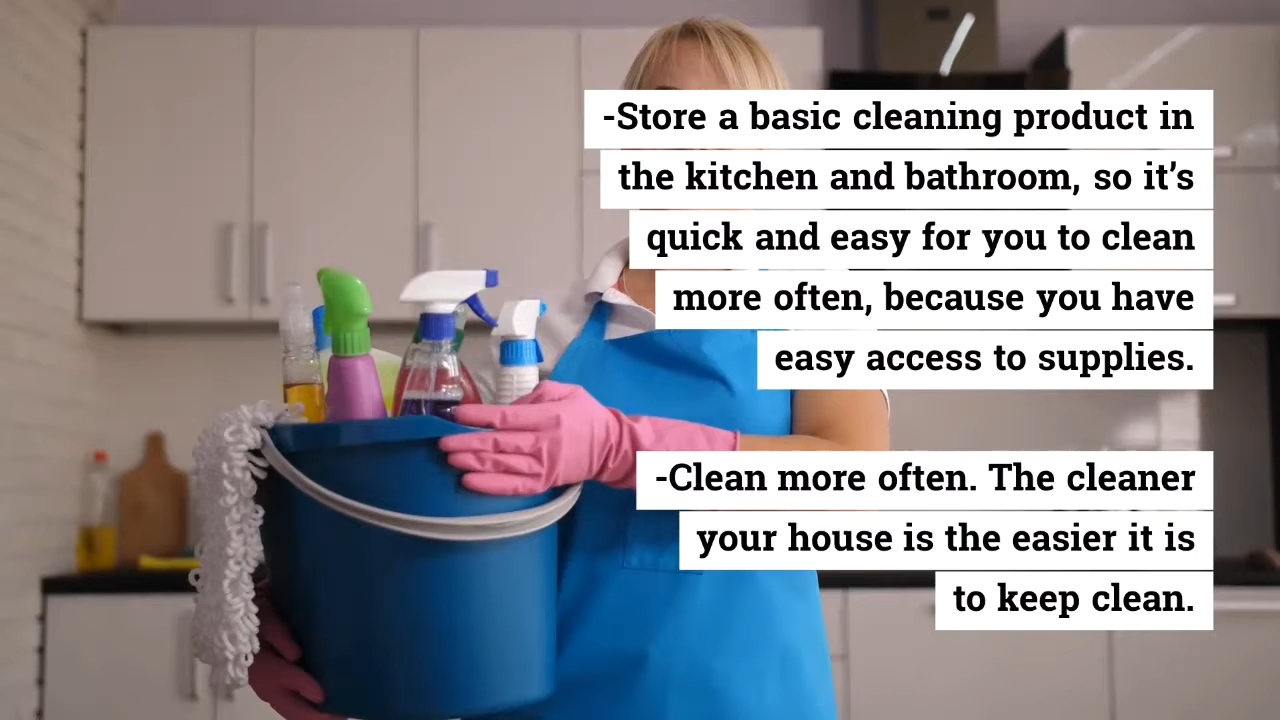 -Store a basic cleaning product in
the kitchen and bathroom, so it’s
quick and easy for you to clean
more often, because you have
easy access to supplies.
-Clean more often. The cleaner
your house is the easier it is
to keep clean.